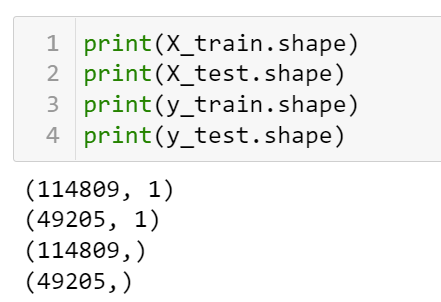 1 print(X_train.shape)
2 print(X_test.shape)
3 print(y_train.shape)
4 print(y_test.shape)
(114809, 1)
(49205, 1)
(114809,)
(49205,)